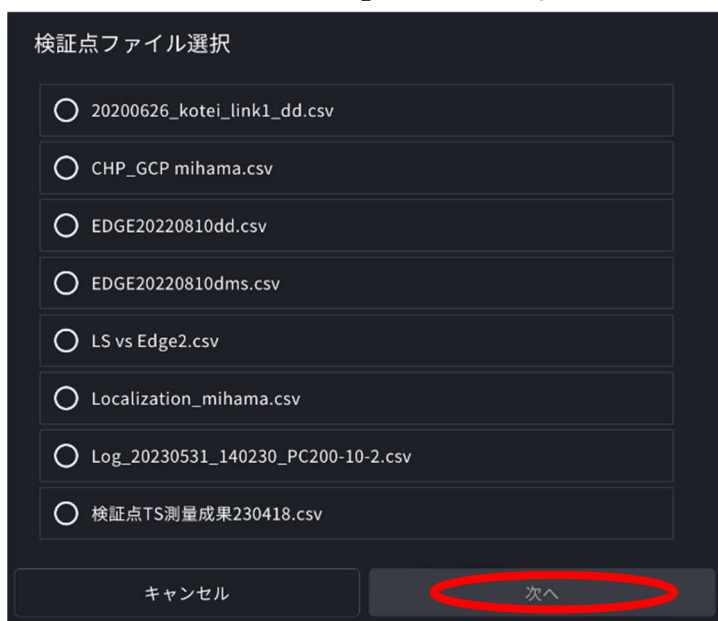 検証点ファイル選択
20200626_kotei_link1_dd.csv
CHP_GCP mihama.csv
EDGE20220810dd.csv
EDGE20220810dms.csv
LS vs Edge2.csv
Localization_mihama.csv
Log_20230531_140230_PC200-10-2.csv
検証点TS測量成果230418.csv
キャンセル
次へ